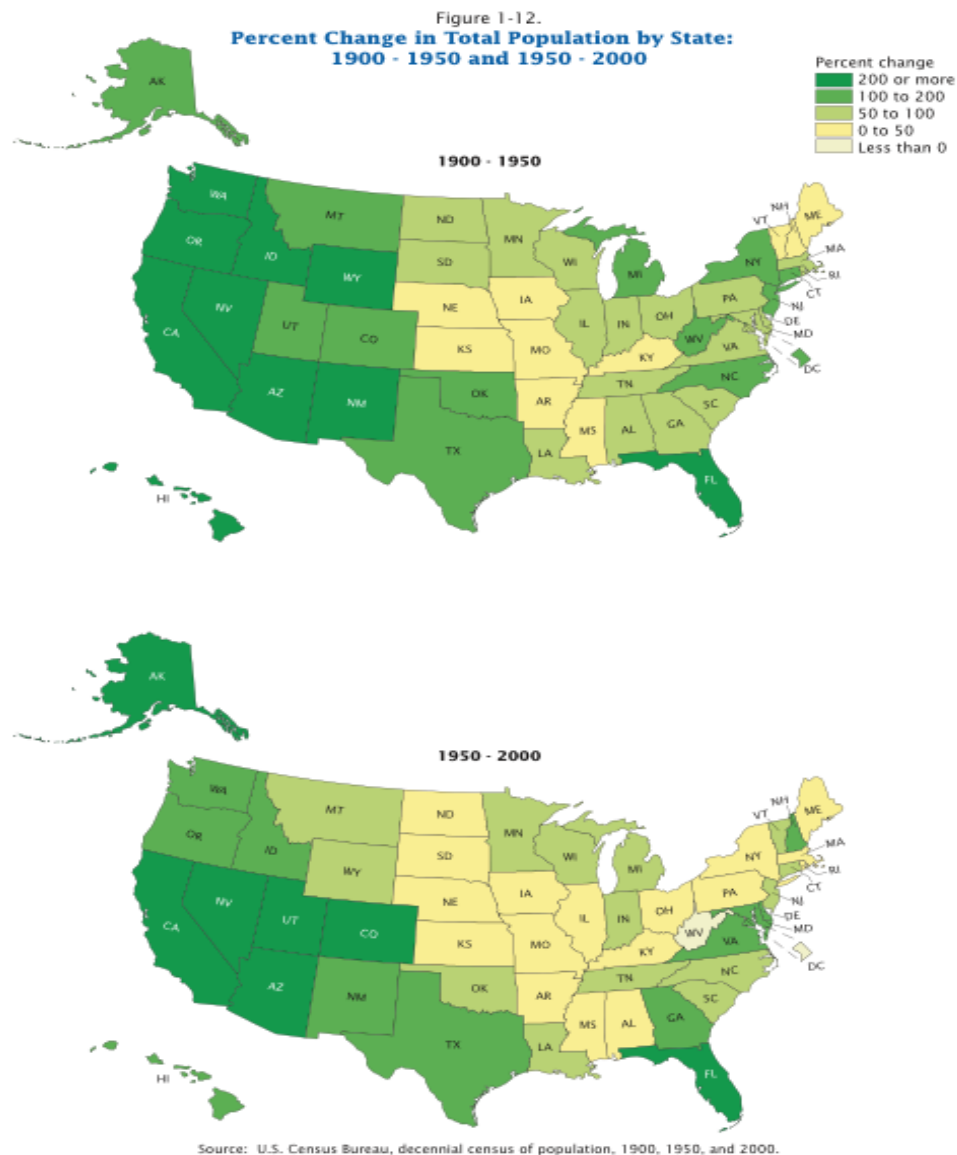 Figure 1-12.
Percent Change in Total Population by State:
1900 - 1950 and 1950 - 2000
Percent change
200 or more
100 to 200
50 to 100
0 to 50
Less than 0
AK
1900 - 1950
WA
MT
ND
MN
VT
NH
ME
OR
ID
SD
WI
MI
NY
MA
RI
CT
WY
NV
NE
IA
PA
NJ
DE
MD
CA
UT
CO
KS
MO
IL
IN
OH
WV
VA
KY
DC
AZ
NM
OK
AR
TN
NC
SC
TX
LA
MS
AL
GA
FL
HI
AK
1950 - 2000
WA
MT
ND
MN
VT
NH
ME
OR
ID
SD
WI
MI
NY
MA
RI
CT
WY
NV
NE
IA
PA
NJ
DE
MD
CA
UT
CO
KS
MO
IL
IN
OH
WV
VA
KY
DC
AZ
NM
OK
AR
TN
NC
SC
TX
LA
MS
AL
GA
FL
HI
Source: U.S. Census Bureau, decennial census of population, 1900, 1950, and 2000.